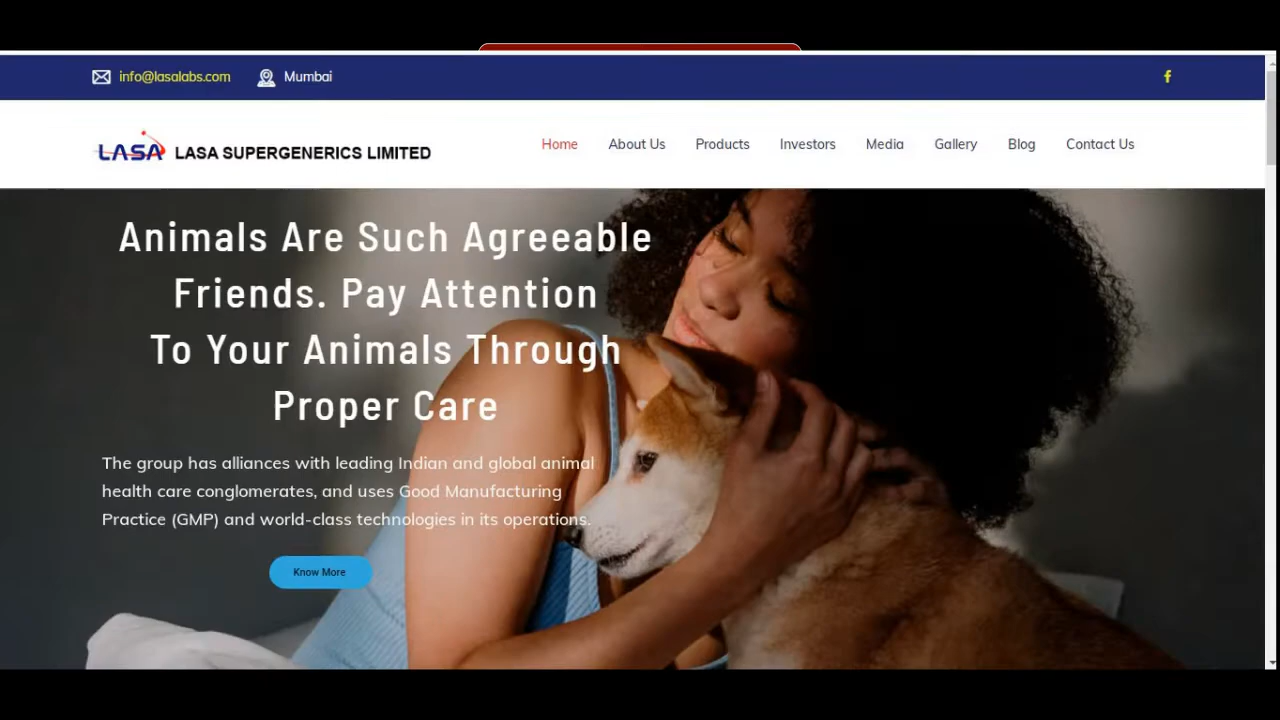 info@lasalabs.com Mumbai
LASA LASA SUPERGENERICS LIMITED
Home About Us Products Investors Media Gallery Blog Contact Us
Animals Are Such Agreeable
Friends. Pay Attention
To Your Animals Through
Proper Care
The group has alliances with leading Indian and global animal
health care conglomerates, and uses Good Manufacturing
Practice (GMP) and world-class technologies in its operations.
Know More